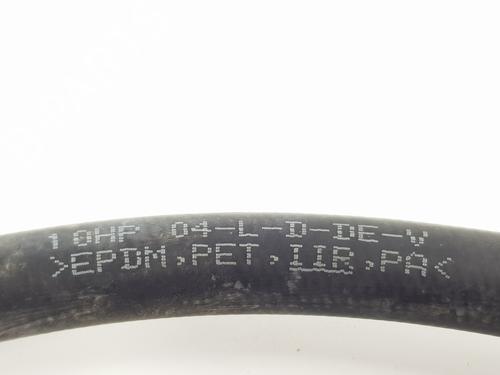 10HP 04-L-D-DE-V
>EPDM,PET,IIR,PA<